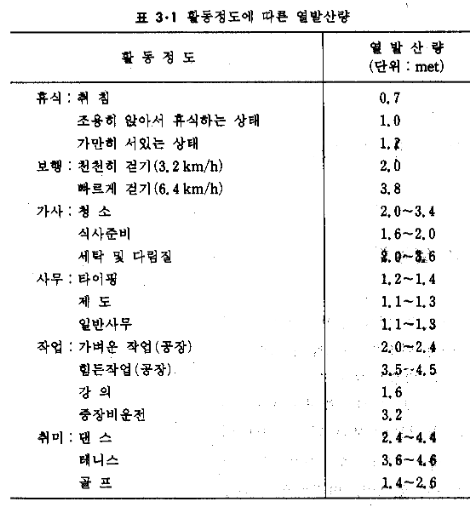 표 3·1 활동정도에 따른 열발산량
활 동 정 도 열 발 산 량
(단위 : met)
휴식 : 취 침 0.7
조용히 앉아서 휴식하는 상태 1.0
가만히 서있는 상태 1.2
보행 : 천천히 걷기(3.2 km/h) 2.0
빠르게 걷기(6.4 km/h) 3.8
가사 : 청 소 2.0~3.4
식사준비 1.6~2.0
세탁 및 다림질 2.0~3.6
사무 : 타이핑 1.2~1.4
제 도 1.1~1.3
일반사무 1.1~1.3
작업 : 가벼운 작업(공장) 2.0~2.4
힘든작업(공장) 3.5~4.5
강 의 1.6
중장비운전 3.2
취미 : 댄 스 2.4~4.4
테니스 3.6~4.6
골 프 1.4~2.6